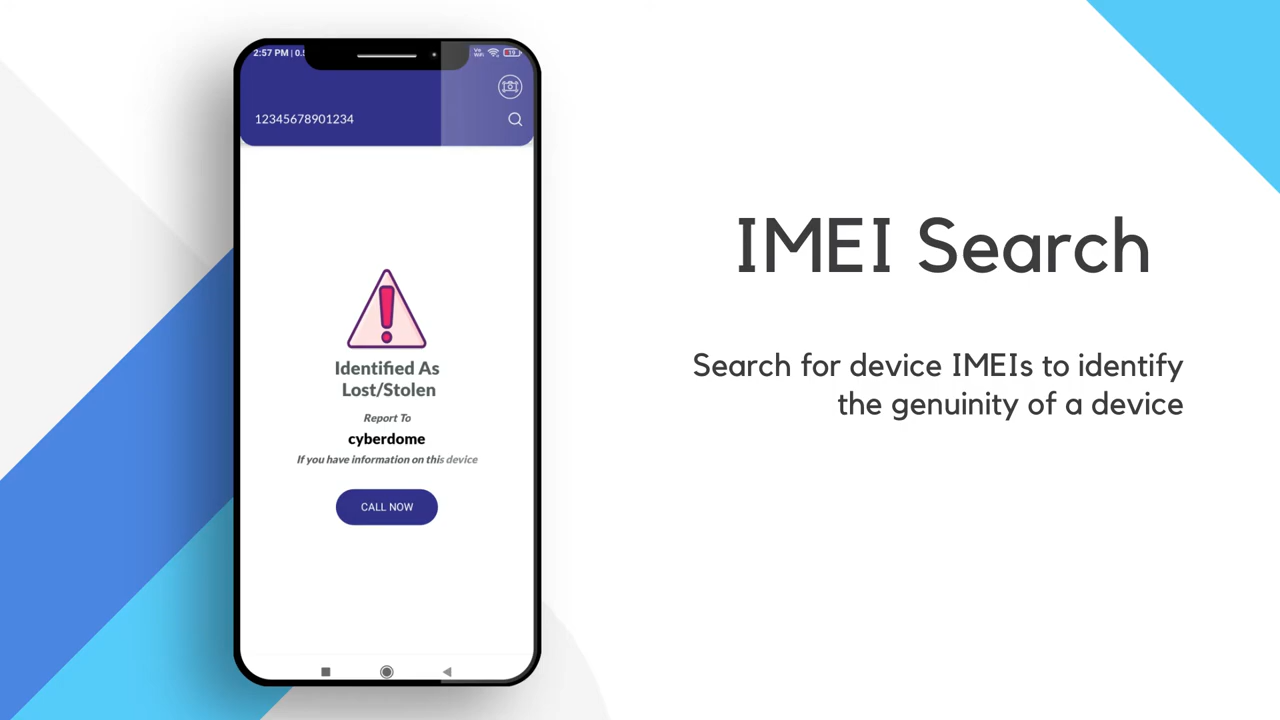 2:57 PM | 0.
12345678901234
Identified As
Lost/Stolen
Report To
cyberdome
If you have information on this device
CALL NOW
IMEI Search
Search for device IMEIs to identify
the genuinity of a device